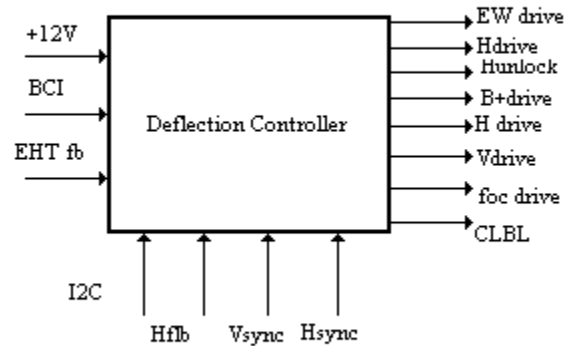 EW drive
+12V
Hdrive
Hunlock
BCI
B+drive
Deflection Controller
H drive
EHT fb
Vdrive
foc drive
CLBL
I2C
Hflb
Vsync
Hsync